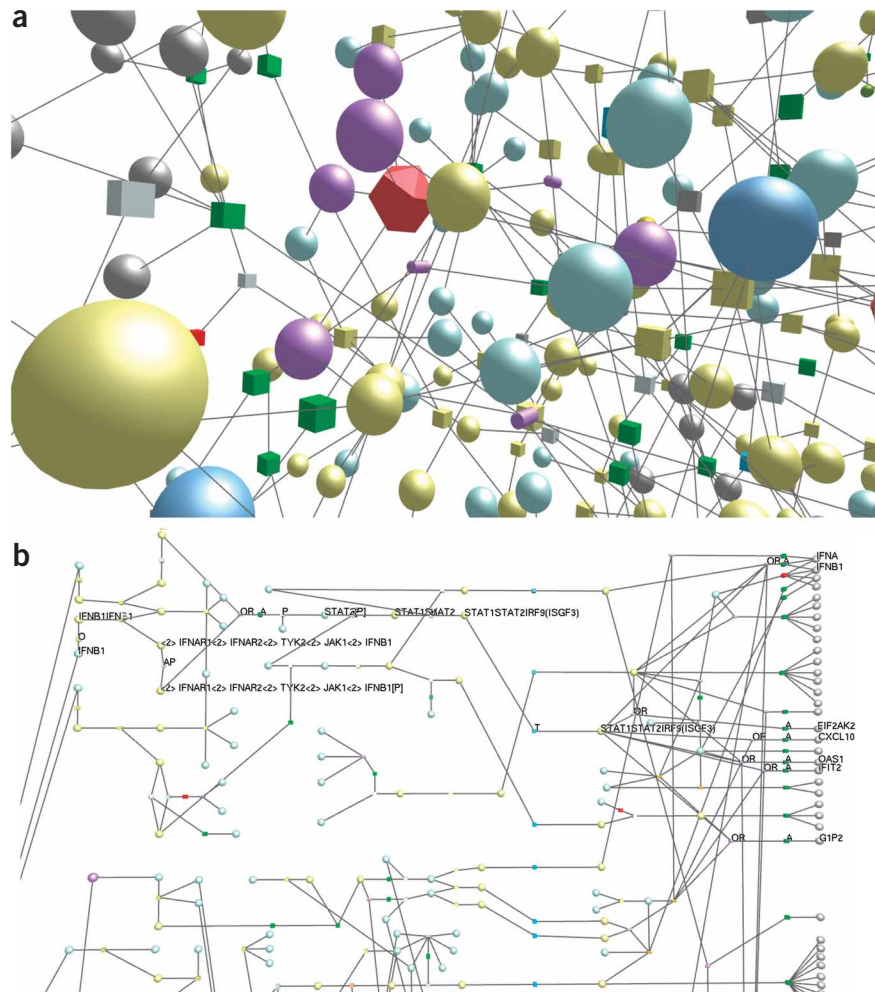 a
b
IFNA
OR A
IFNB1
OR A P STAT2[P] STAT1STAT2 STAT1STAT2IRF9(ISGF3)
O
IFNB1
<2> IFNAR1<2> IFNAR2<2> TYK2<2> JAK1<2> IFNB1
AP
<2> IFNAR1<2> IFNAR2<2> TYK2<2> JAK1<2> IFNB1[P]
OR
T STAT1STAT2IRF9(ISGF3)
A EIF2AK2
OR A CXCL10
OR A OAS1
OR A IFIT2
OR A G1P2